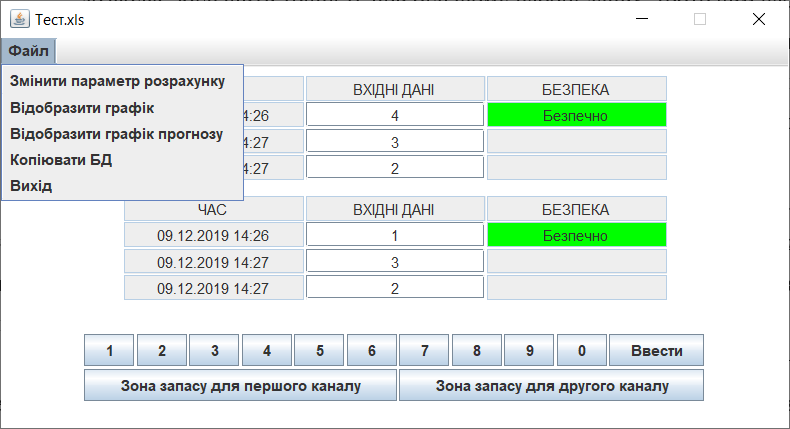 Тест.xls
Файл
Змінити параметр розрахунку
Відобразити графік
Відобразити графік прогнозу
Копіювати БД
Вихід
ВХІДНІ ДАНІ БЕЗПЕКА
4:26 4 Безпечно
4:27 3
4:27 2
ЧАС ВХІДНІ ДАНІ БЕЗПЕКА
09.12.2019 14:26 1 Безпечно
09.12.2019 14:27 3
09.12.2019 14:27 2
1 2 3 4 5 6 7 8 9 0 Ввести
Зона запасу для першого каналу Зона запасу для другого каналу